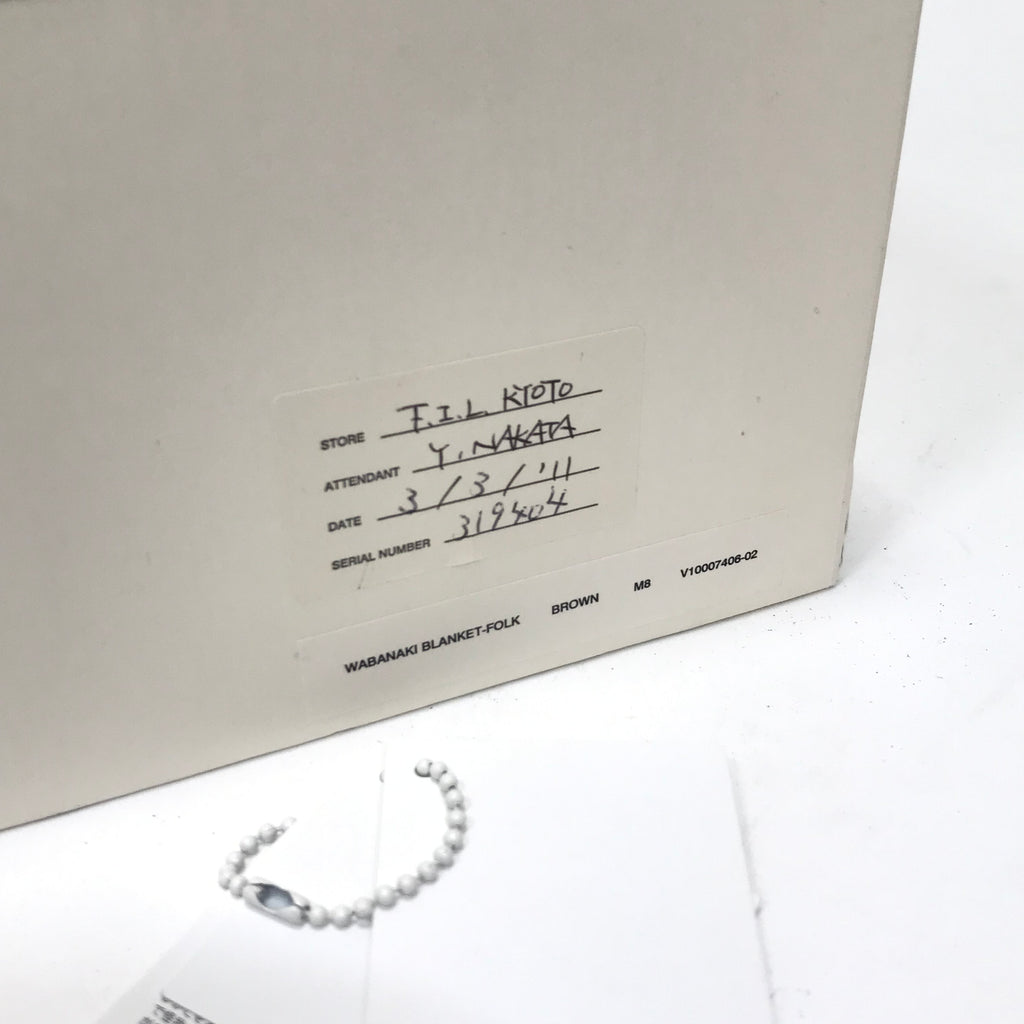 STORE F.I.L. KYOTO
ATTENDANT Y. NAKATA
DATE 3/3/'11
SERIAL NUMBER 319404
WABANAKI BLANKET-FOLK BROWN M8 V10007406-02